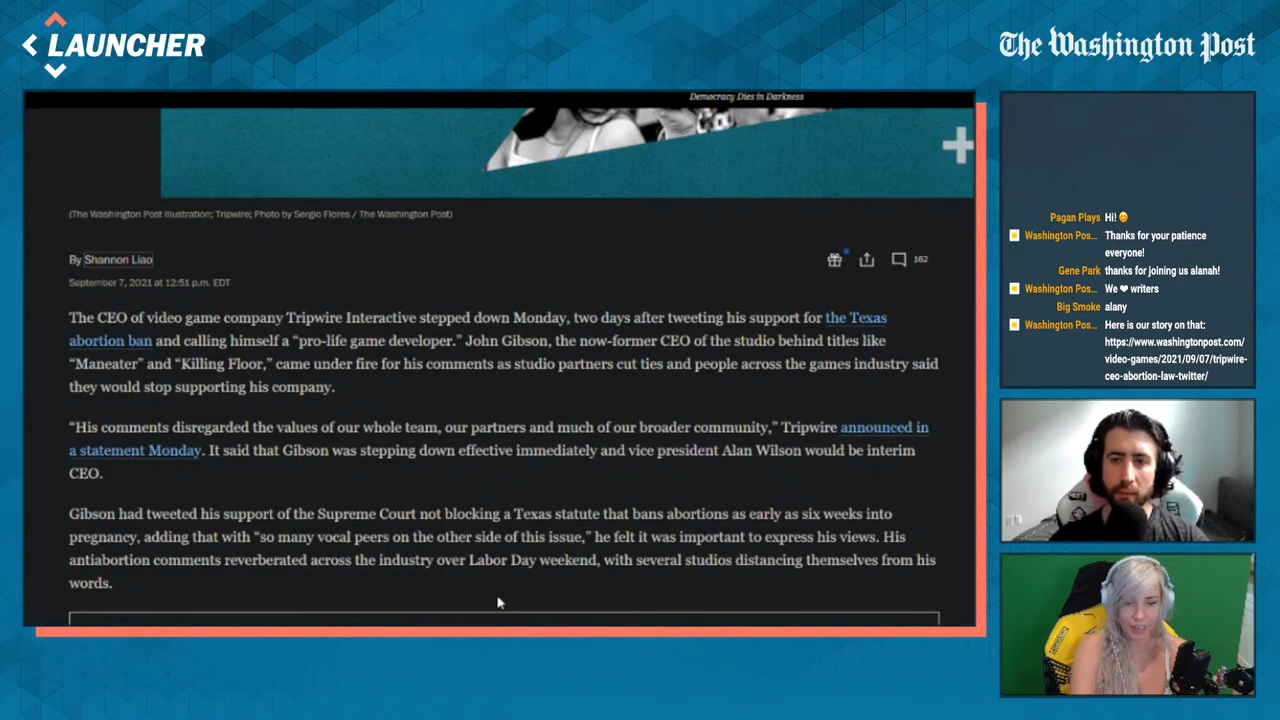 LAUNCHER
The Washington Post
Democracy Dies in Darkness
(The Washington Post illustration; Tripwire; Photo by Sergio Flores / The Washington Post)
By Shannon Liao
162
September 7, 2021 at 12:51 p.m. EDT
The CEO of video game company Tripwire Interactive stepped down Monday, two days after tweeting his support for the Texas
abortion ban and calling himself a “pro-life game developer.” John Gibson, the now-former CEO of the studio behind titles like
“Maneater” and “Killing Floor,” came under fire for his comments as studio partners cut ties and people across the games industry said
they would stop supporting his company.
“His comments disregarded the values of our whole team, our partners and much of our broader community,” Tripwire announced in
a statement Monday. It said that Gibson was stepping down effective immediately and vice president Alan Wilson would be interim
CEO.
Gibson had tweeted his support of the Supreme Court not blocking a Texas statute that bans abortions as early as six weeks into
pregnancy, adding that with “so many vocal peers on the other side of this issue,” he felt it was important to express his views. His
antiabortion comments reverberated across the industry over Labor Day weekend, with several studios distancing themselves from his
words.
Pagan Plays Hi! 😊
Washington Pos... Thanks for your patience
everyone!
Gene Park thanks for joining us alanah!
Washington Pos... We ❤ writers
Big Smoke alany
Washington Pos... Here is our story on that:
https://www.washingtonpost.com/
video-games/2021/09/07/tripwire-
ceo-abortion-law-twitter/